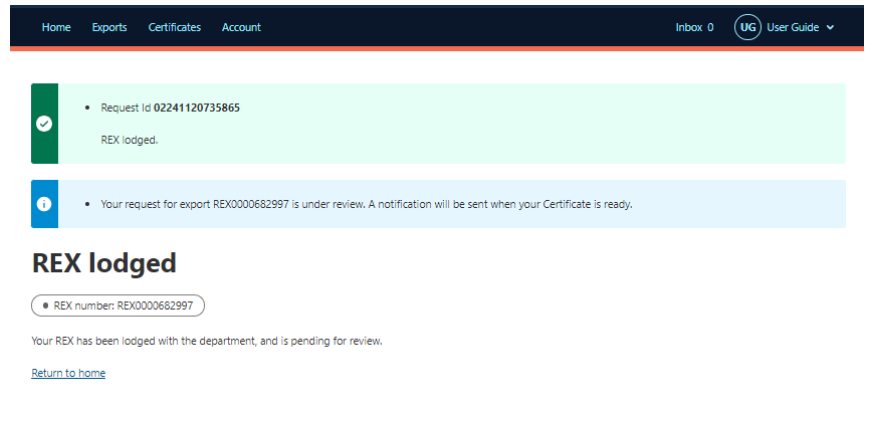 Home Exports Certificates Account Inbox 0 UG User Guide
Request Id 02241120735865
REX lodged.
Your request for export REX0000682997 is under review. A notification will be sent when your Certificate is ready.
REX lodged
REX number: REX0000682997
Your REX has been lodged with the department, and is pending for review.
Return to home